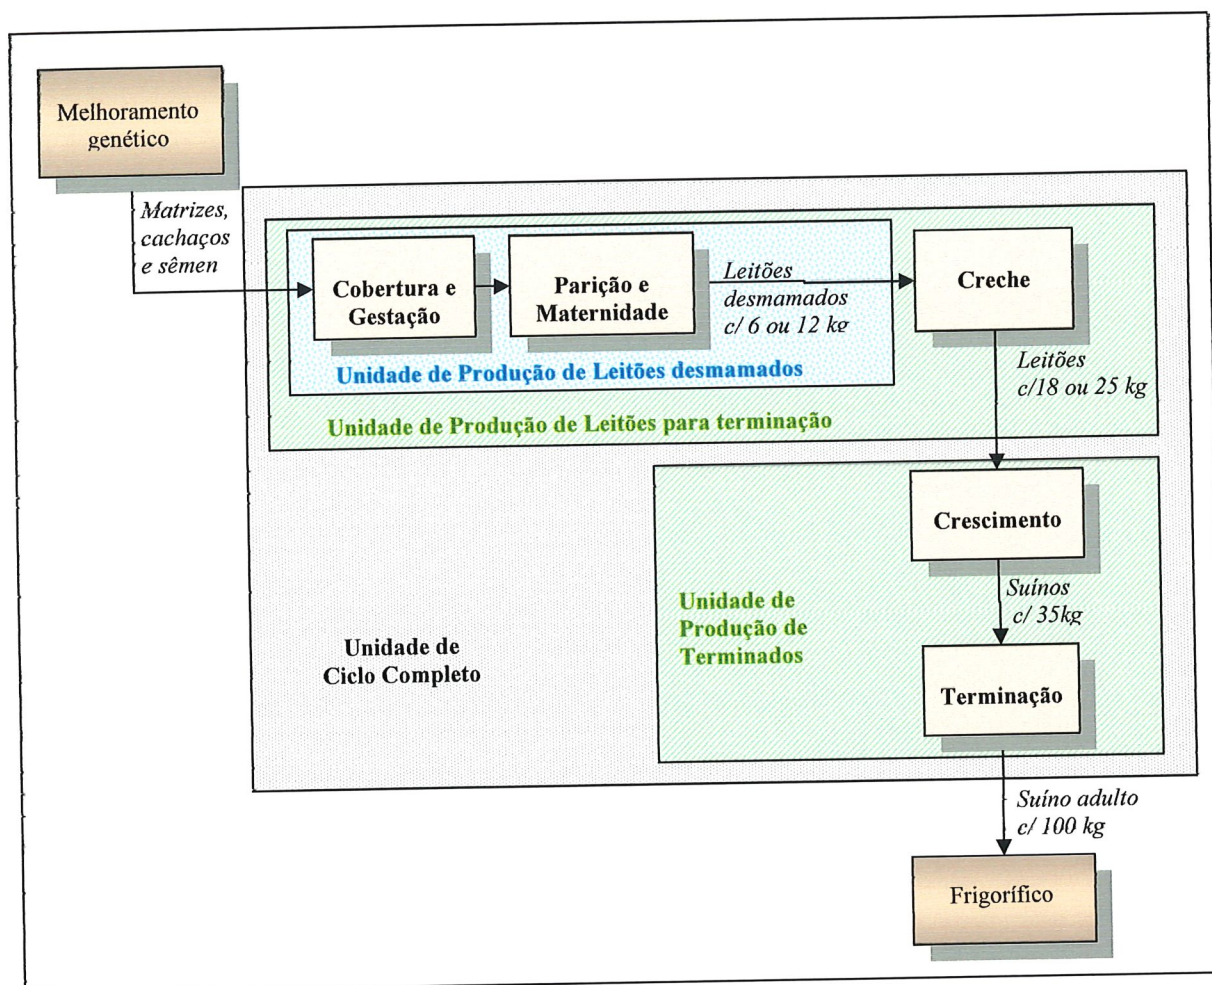 Melhoramento
genético
Matrizes,
cachaços
e sêmen
Cobertura e
Gestação
Parição e
Maternidade
Leitões
desmamados
c/ 6 ou 12 kg
Creche
Unidade de Produção de Leitões desmamados
Leitões
c/18 ou 25 kg
Unidade de Produção de Leitões para terminação
Crescimento
Suínos
c/ 35kg
Unidade de
Produção de
Terminados
Unidade de
Ciclo Completo
Terminação
Suíno adulto
c/ 100 kg
Frigorífico